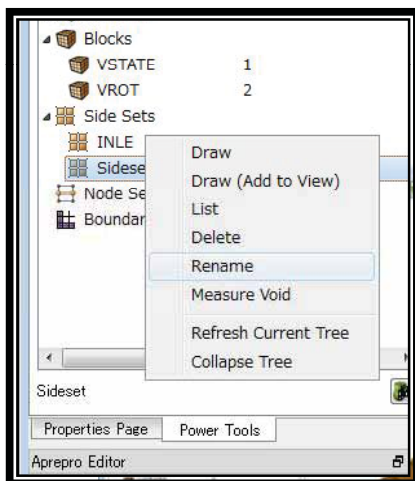 Blocks
VSTATE 1
VROT 2
Side Sets
INLE
Sidese
Node Se
Boundar
Draw
Draw (Add to View)
List
Delete
Rename
Measure Void
Refresh Current Tree
Collapse Tree
Sideset
Properties Page Power Tools
Aprepro Editor